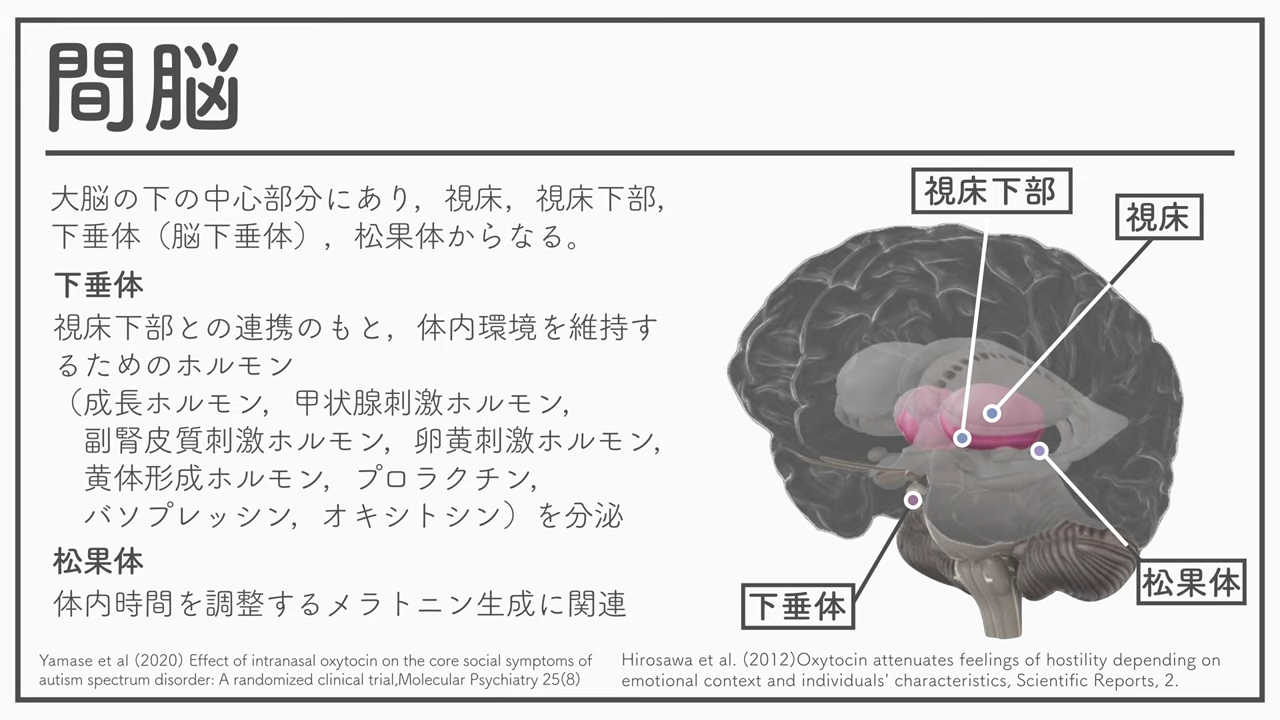 間脳
大脳の下の中心部分にあり，視床，視床下部，
下垂体（脳下垂体），松果体からなる。
下垂体
視床下部との連携のもと，体内環境を維持す
るためのホルモン
（成長ホルモン，甲状腺刺激ホルモン，
副腎皮質刺激ホルモン，卵黄刺激ホルモン，
黄体形成ホルモン，プロラクチン，
バソプレッシン，オキシトシン）を分泌
松果体
体内時間を調整するメラトニン生成に関連
視床下部
視床
下垂体
松果体
Yamase et al (2020) Effect of intranasal oxytocin on the core social symptoms of
autism spectrum disorder: A randomized clinical trial,Molecular Psychiatry 25(8)
Hirosawa et al. (2012)Oxytocin attenuates feelings of hostility depending on
emotional context and individuals' characteristics, Scientific Reports, 2.